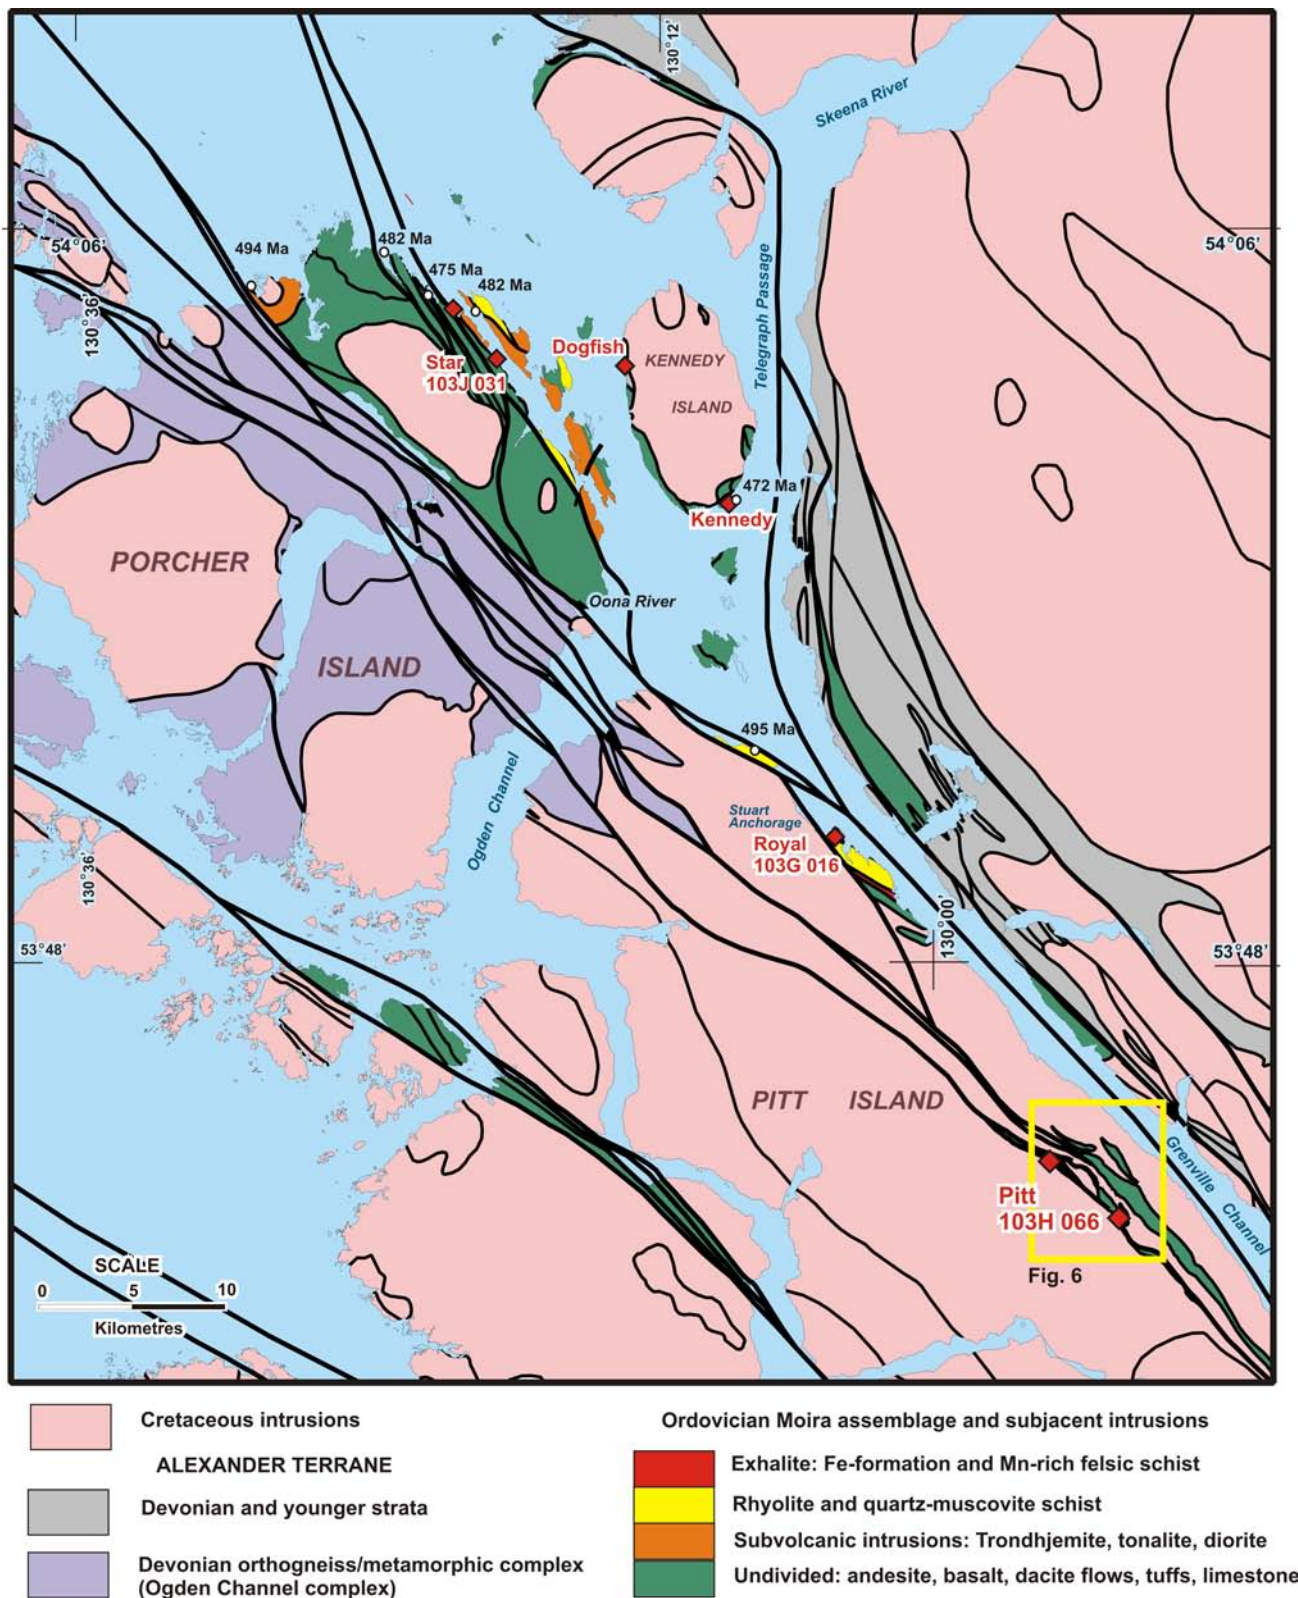 130°12'
Skeena River
54°06'
494 Ma
482 Ma
54°06'
475 Ma
482 Ma
130°36'
Telegraph Passage
Dogfish
KENNEDY
Star
103J 031
ISLAND
472 Ma
Kennedy
PORCHER
Oona River
ISLAND
495 Ma
Ogden Channel
Stuart
Anchorage
Royal
103G 016
130°36'
130°00'
53°48'
53°48'
PITT ISLAND
Grenville Channel
Pitt
103H 066
SCALE
Fig. 6
0 5 10
Kilometres
Cretaceous intrusions
ALEXANDER TERRANE
Devonian and younger strata
Devonian orthogneiss/metamorphic complex
(Ogden Channel complex)
Ordovician Moira assemblage and subjacent intrusions
Exhalite: Fe-formation and Mn-rich felsic schist
Rhyolite and quartz-muscovite schist
Subvolcanic intrusions: Trondhjemite, tonalite, diorite
Undivided: andesite, basalt, dacite flows, tuffs, limestone